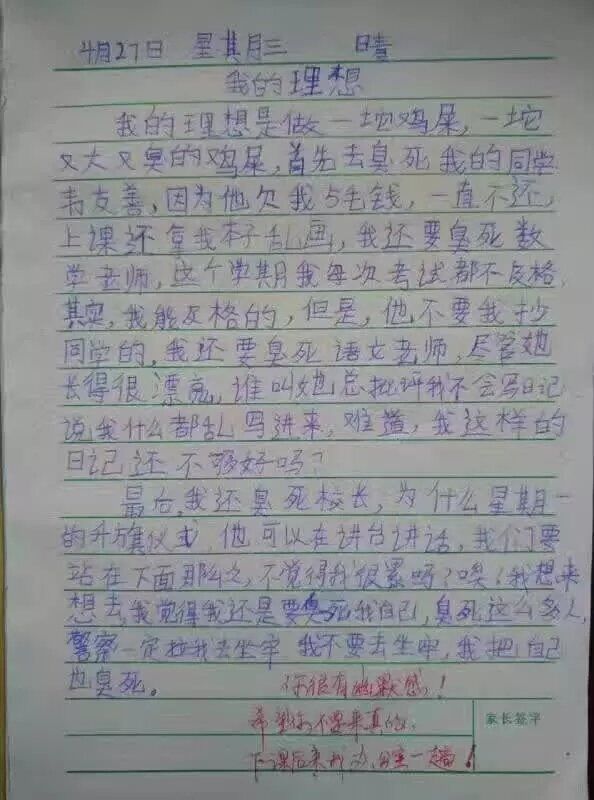 4月27日 星其月三 晴
我的理想
我的理想是做一坨鸡屎,一坨
又大又臭的鸡屎,首先去臭死我的同学
韦友善,因为他欠我5毛钱,一直不还,
上课还拿我本子乱画,我还要臭死数
学老师,这个学期我每次考试都不及格,
其实,我能及格的,但是,他不要我抄
同学的,我还要臭死语文老师,尽管她
长得很漂亮,谁叫她总批评我不会写日记
说我什么都乱写进来,难道,我这样的
日记还不够好吗?
最后,我还臭死校长,为什么星期一
的升旗仪式,他可以在讲台讲话,我们要
站在下面那么久,不觉得我很累吗?唉!我想来
想去,我觉得我还是要臭死我自己,臭死这么多人,
警察一定拉我去坐牢 我不要去坐牢,我把自己
也臭死。
你很有幽默感!
希望你不要来真的,
下课后来我办公室一趟!
家长签字